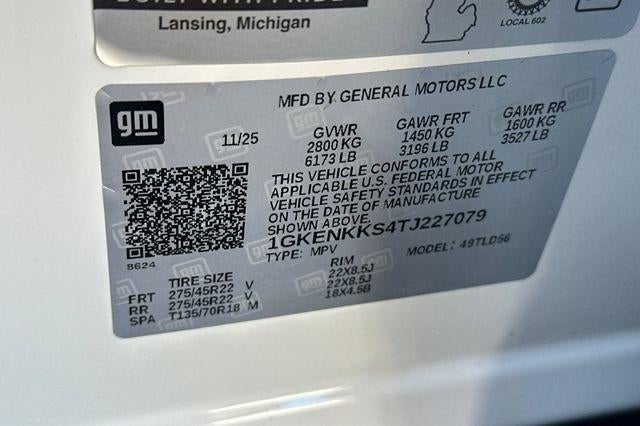 BUILT WITH PRIDE
Lansing, Michigan
LOCAL 602
MFD BY GENERAL MOTORS LLC
gm
11/25
GVWR
2800 KG
6173 LB
GAWR FRT
1450 KG
3196 LB
GAWR RR
1600 KG
3527 LB
THIS VEHICLE CONFORMS TO ALL
APPLICABLE U.S. FEDERAL MOTOR
VEHICLE SAFETY STANDARDS IN EFFECT
ON THE DATE OF MANUFACTURE
SHOWN ABOVE.
1GKENKKS4TJ227079
TYPE: MPV MODEL: 49TLD56
8624
TIRE SIZE RIM
FRT 275/45R22 V 22X8.5J
RR 275/45R22 V 22X8.5J
SPA T135/70R18 M 18X4.5B